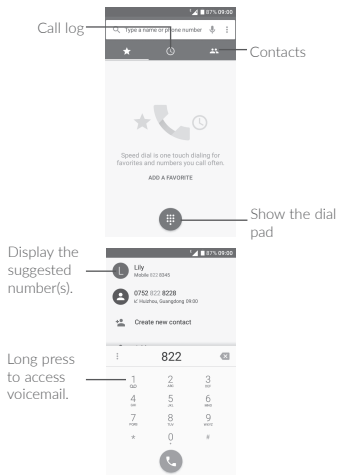 87% 09:00
Call log
Type a name or phone number
Contacts
Speed dial is one touch dialing for
favorites and numbers you call often.
ADD A FAVORITE
Show the dial
pad
87% 09:00
Display the
suggested
number(s).
L
Lily
Mobile 822 8345
0752 822 8228
Huizhou, Guangdong 09:00
Create new contact
822
Long press
to access
voicemail.
1 2 3
ABC DEF
4 5 6
GHI JKL MNO
7 8 9
PQRS TUV WXYZ
* 0 #
+